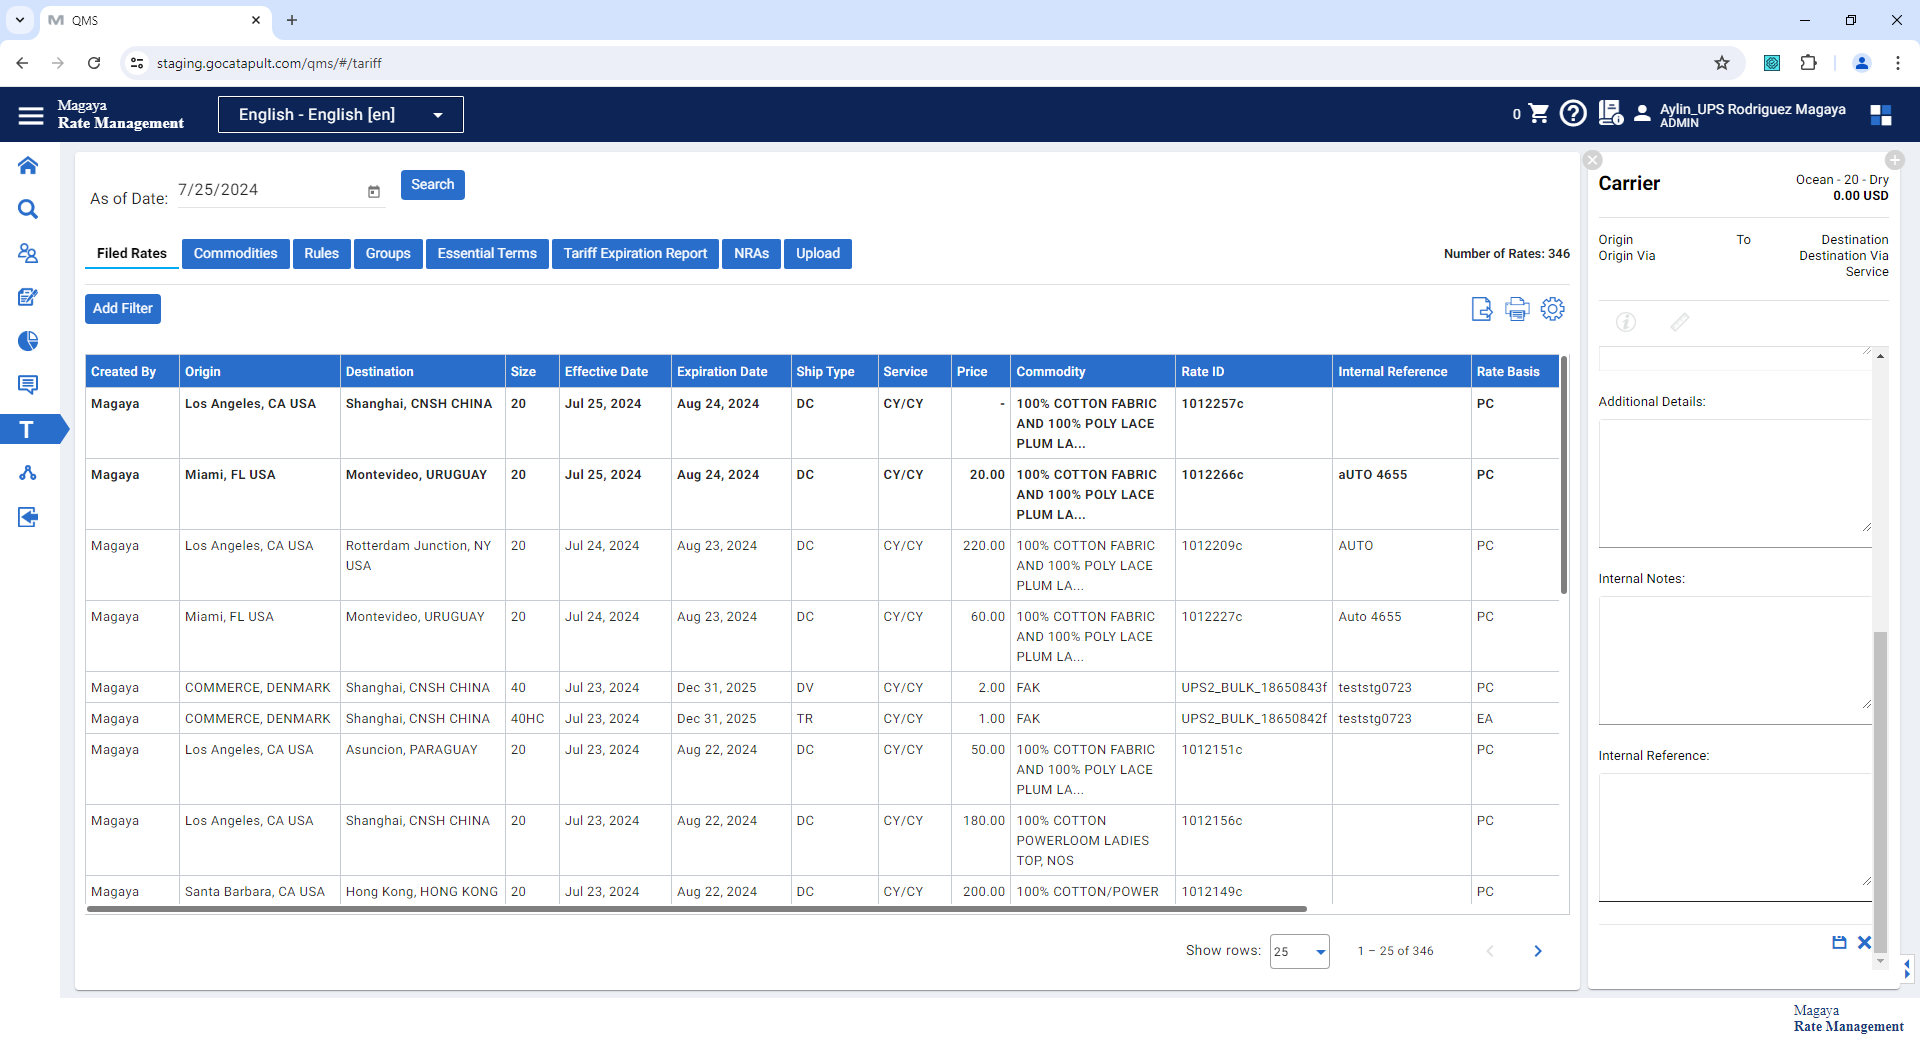 QMS
staging.gocatapult.com/qms/#/tariff
Magaya
Rate Management
English - English [en]
0
Aylin_UPS Rodriguez Magaya
ADMIN
As of Date: 7/25/2024
Search
Filed Rates Commodities Rules Groups Essential Terms Tariff Expiration Report NRAs Upload
Number of Rates: 346
Add Filter
Created By Origin Destination Size Effective Date Expiration Date Ship Type Service Price Commodity Rate ID Internal Reference Rate Basis
Magaya Los Angeles, CA USA Shanghai, CNSH CHINA 20 Jul 25, 2024 Aug 24, 2024 DC CY/CY - 100% COTTON FABRIC 1012257c PC
AND 100% POLY LACE
PLUM LA...
Magaya Miami, FL USA Montevideo, URUGUAY 20 Jul 25, 2024 Aug 24, 2024 DC CY/CY 20.00 100% COTTON FABRIC 1012266c aUTO 4655 PC
AND 100% POLY LACE
PLUM LA...
Magaya Los Angeles, CA USA Rotterdam Junction, NY 20 Jul 24, 2024 Aug 23, 2024 DC CY/CY 220.00 100% COTTON FABRIC 1012209c AUTO PC
USA AND 100% POLY LACE
PLUM LA...
Magaya Miami, FL USA Montevideo, URUGUAY 20 Jul 24, 2024 Aug 23, 2024 DC CY/CY 60.00 100% COTTON FABRIC 1012227c Auto 4655 PC
AND 100% POLY LACE
PLUM LA...
Magaya COMMERCE, DENMARK Shanghai, CNSH CHINA 40 Jul 23, 2024 Dec 31, 2025 DV CY/CY 2.00 FAK UPS2_BULK_18650843f teststg0723 PC
Magaya COMMERCE, DENMARK Shanghai, CNSH CHINA 40HC Jul 23, 2024 Dec 31, 2025 TR CY/CY 1.00 FAK UPS2_BULK_18650842f teststg0723 EA
Magaya Los Angeles, CA USA Asuncion, PARAGUAY 20 Jul 23, 2024 Aug 22, 2024 DC CY/CY 50.00 100% COTTON FABRIC 1012151c PC
AND 100% POLY LACE
PLUM LA...
Magaya Los Angeles, CA USA Shanghai, CNSH CHINA 20 Jul 23, 2024 Aug 22, 2024 DC CY/CY 180.00 100% COTTON 1012156c PC
POWERLOOM LADIES
TOP, NOS
Magaya Santa Barbara, CA USA Hong Kong, HONG KONG 20 Jul 23, 2024 Aug 22, 2024 DC CY/CY 200.00 100% COTTON/POWER 1012149c PC
Show rows: 25 1 – 25 of 346
Carrier
Ocean - 20 - Dry
0.00 USD
Origin To Destination
Origin Via Destination Via
Service
Additional Details:
Internal Notes:
Internal Reference:
T
Magaya
Rate Management